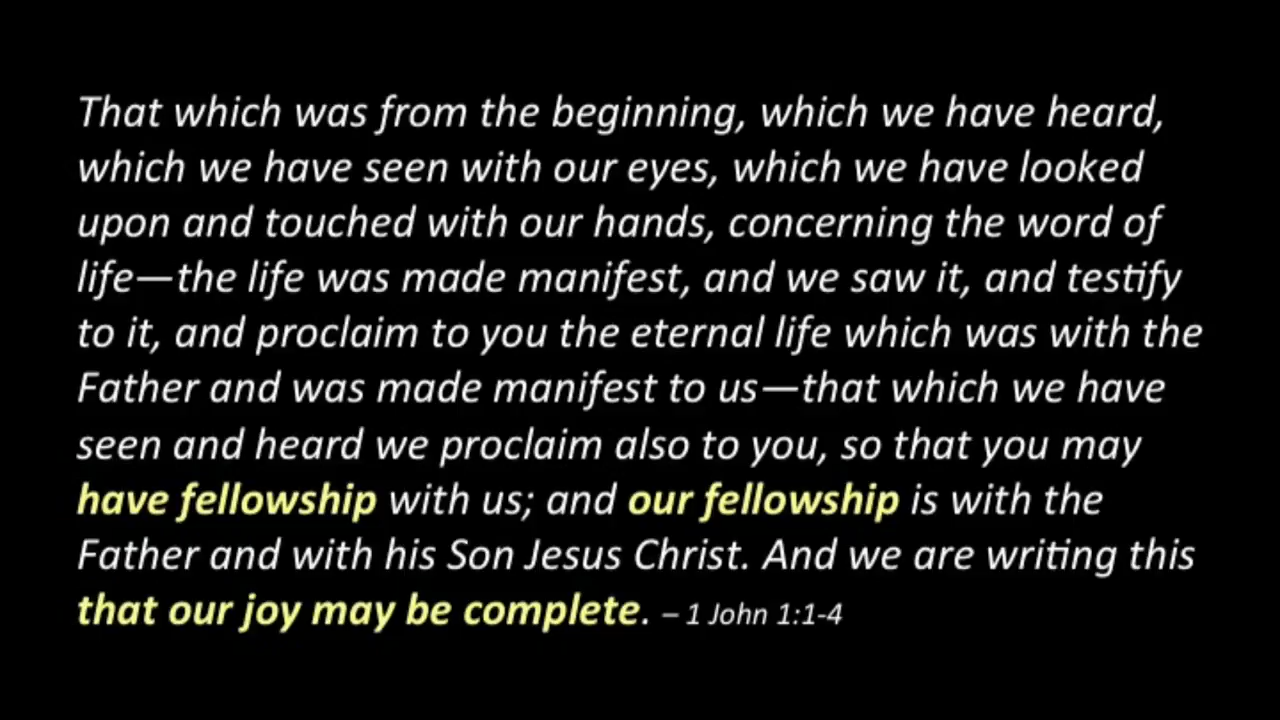 That which was from the beginning, which we have heard,
which we have seen with our eyes, which we have looked
upon and touched with our hands, concerning the word of
life—the life was made manifest, and we saw it, and testify
to it, and proclaim to you the eternal life which was with the
Father and was made manifest to us—that which we have
seen and heard we proclaim also to you, so that you may
have fellowship with us; and our fellowship is with the
Father and with his Son Jesus Christ. And we are writing this
that our joy may be complete. – 1 John 1:1-4